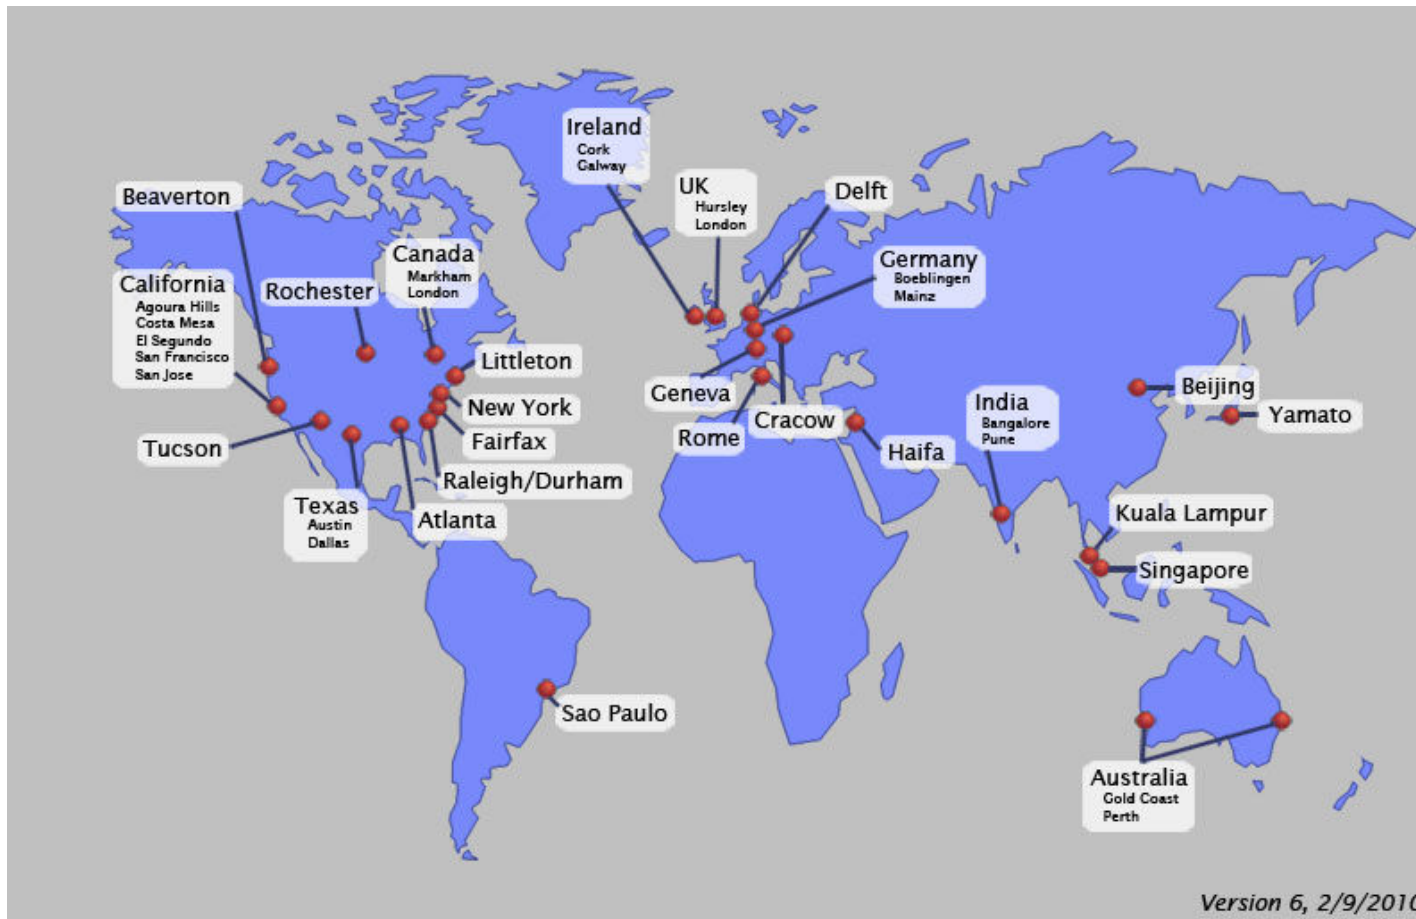 Ireland
Cork
Galway
UK
Hursley
London
Delft
Beaverton
Canada
Markham
London
Germany
Boeblingen
Mainz
California
Agoura Hills
Costa Mesa
El Segundo
San Francisco
San Jose
Rochester
Littleton
Geneva
New York
Fairfax
Cracow
Rome
Haifa
India
Bangalore
Pune
Beijing
Yamato
Tucson
Raleigh/Durham
Texas
Austin
Dallas
Atlanta
Kuala Lampur
Singapore
Sao Paulo
Australia
Gold Coast
Perth
Version 6, 2/9/2010